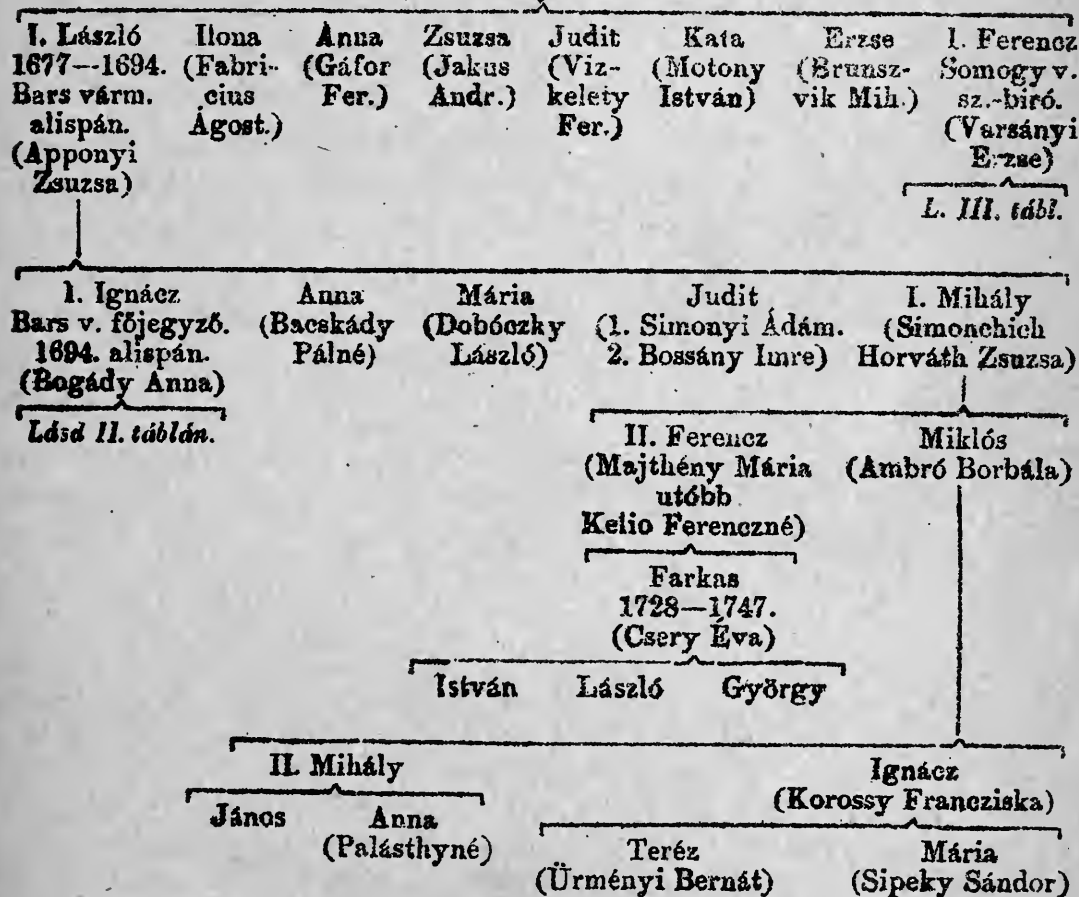 I. László Ilona Anna Zsuzsa Judit Kata Erzse I. Ferencz
1677—1694. (Fabri- (Gáfor (Jakus (Viz- (Motony (Brunsz- Somogy v.
Bars várm. cius Fer.) Andr.) kelety István) vik Mih.) sz.-biró.
alispán. Ágost.) Fer.) (Varsányi
(Apponyi Erzse)
Zsuzsa)
L. III. tábl.
I. Ignácz Anna Mária Judit I. Mihály
Bars v. főjegyző. (Bacskády (Dobóczky (1. Simonyi Ádám. (Simonchich
1694. alispán. Pálné) László) 2. Bossány Imre) Horváth Zsuzsa)
(Bogády Anna)
Lásd II. táblán.
II. Ferencz Miklós
(Majthény Mária (Ambró Borbála)
utóbb
Kelio Ferenczné)
Farkas
1728—1747.
(Csery Éva)
István László György
II. Mihály Ignácz
(Korossy Francziska)
János Anna
(Palásthyné) Teréz Mária
(Ürményi Bernát) (Sipeky Sándor)